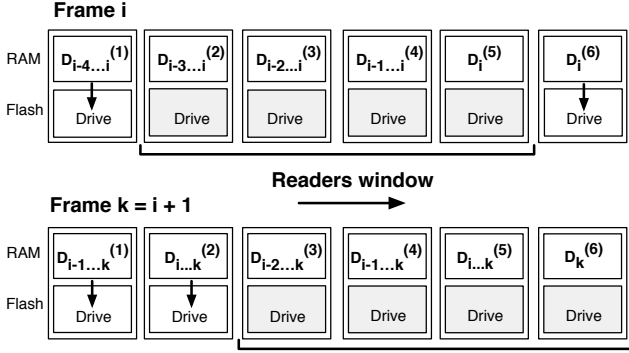 Frame i
RAM D_{i-4…i}^{(1)} D_{i-3…i}^{(2)} D_{i-2...i}^{(3)} D_{i-1…i}^{(4)} D_i^{(5)} D_i^{(6)}
Flash Drive Drive Drive Drive Drive Drive
Readers window
Frame k = i + 1
RAM D_{i-1…k}^{(1)} D_{i...k}^{(2)} D_{i-2…k}^{(3)} D_{i-1…k}^{(4)} D_{i...k}^{(5)} D_k^{(6)}
Flash Drive Drive Drive Drive Drive Drive